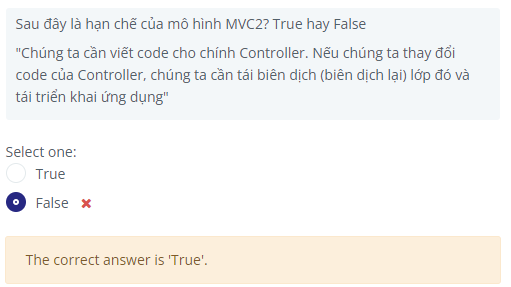 Sau đây là hạn chế của mô hình MVC2? True hay False
"Chúng ta cần viết code cho chính Controller. Nếu chúng ta thay đổi
code của Controller, chúng ta cần tái biên dịch (biên dịch lại) lớp đó và
tái triển khai ứng dụng"
Select one:
True
False
The correct answer is 'True'.